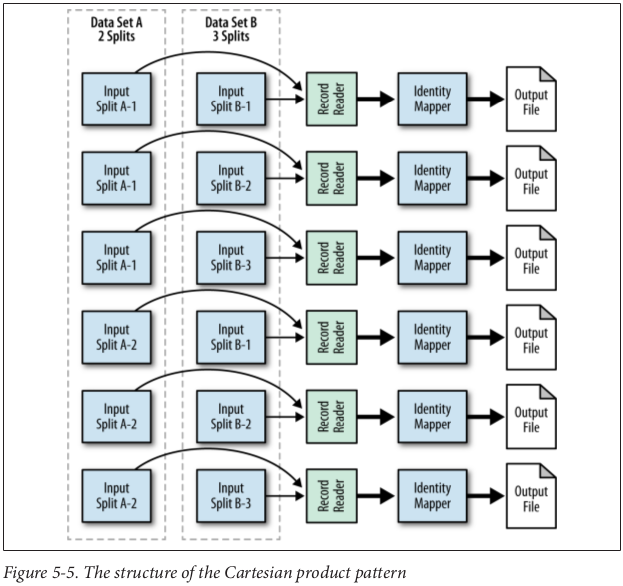 Data Set A
2 Splits
Data Set B
3 Splits
Input
Split A-1
Input
Split B-1
Record
Reader
Identity
Mapper
Output
File
Input
Split A-1
Input
Split B-2
Record
Reader
Identity
Mapper
Output
File
Input
Split A-1
Input
Split B-3
Record
Reader
Identity
Mapper
Output
File
Input
Split A-2
Input
Split B-1
Record
Reader
Identity
Mapper
Output
File
Input
Split A-2
Input
Split B-2
Record
Reader
Identity
Mapper
Output
File
Input
Split A-2
Input
Split B-3
Record
Reader
Identity
Mapper
Output
File
Figure 5-5. The structure of the Cartesian product pattern